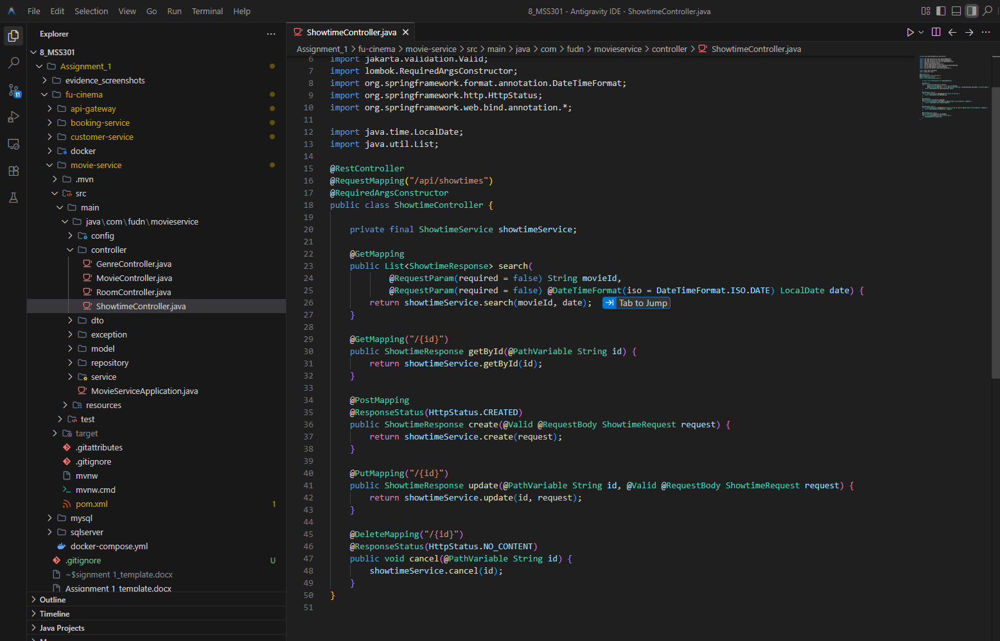 File Edit Selection View Go Run Terminal Help
8_MSS301 - Antigravity IDE - ShowtimeController.java
Explorer
8_MSS301
Assignment_1
evidence_screenshots
fu-cinema
api-gateway
booking-service
customer-service
docker
movie-service
.mvn
src
main
java\com\fudn\movieservice
config
controller
GenreController.java
MovieController.java
RoomController.java
ShowtimeController.java
dto
exception
model
repository
service
MovieServiceApplication.java
resources
test
target
.gitattributes
.gitignore
mvnw
mvnw.cmd
pom.xml 1
mysql
sqlserver
docker-compose.yml
.gitignore U
~$signment 1_template.docx
Assignment 1_template.docx
Outline
Timeline
Java Projects
11
ShowtimeController.java
Assignment_1 > fu-cinema > movie-service > src > main > java > com > fudn > movieservice > controller > ShowtimeController.java
6 import jakarta.validation.Valid;
7 import lombok.RequiredArgsConstructor;
8 import org.springframework.format.annotation.DateTimeFormat;
9 import org.springframework.http.HttpStatus;
10 import org.springframework.web.bind.annotation.*;
11
12 import java.time.LocalDate;
13 import java.util.List;
14
15 @RestController
16 @RequestMapping("/api/showtimes")
17 @RequiredArgsConstructor
18 public class ShowtimeController {
19
20 private final ShowtimeService showtimeService;
21
22 @GetMapping
23 public List<ShowtimeResponse> search(
24 @RequestParam(required = false) String movieId,
25 @RequestParam(required = false) @DateTimeFormat(iso = DateTimeFormat.ISO.DATE) LocalDate date) {
26 return showtimeService.search(movieId, date); Tab to Jump
27 }
28
29 @GetMapping("/{id}")
30 public ShowtimeResponse getById(@PathVariable String id) {
31 return showtimeService.getById(id);
32 }
33
34 @PostMapping
35 @ResponseStatus(HttpStatus.CREATED)
36 public ShowtimeResponse create(@Valid @RequestBody ShowtimeRequest request) {
37 return showtimeService.create(request);
38 }
39
40 @PutMapping("/{id}")
41 public ShowtimeResponse update(@PathVariable String id, @Valid @RequestBody ShowtimeRequest request) {
42 return showtimeService.update(id, request);
43 }
44
45 @DeleteMapping("/{id}")
46 @ResponseStatus(HttpStatus.NO_CONTENT)
47 public void cancel(@PathVariable String id) {
48 showtimeService.cancel(id);
49 }
50 }
51